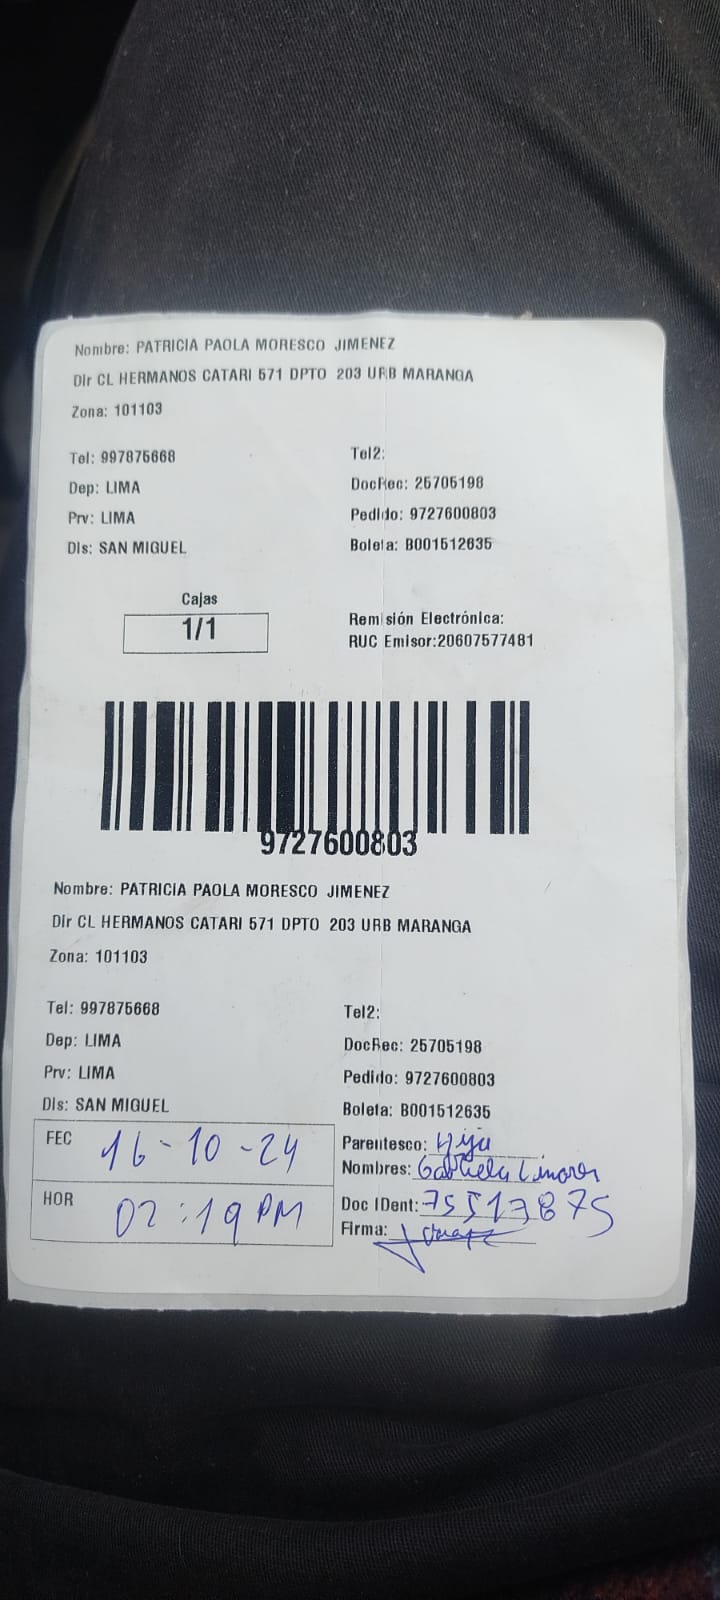 Nombre: PATRICIA PAOLA MORESCO JIMENEZ
Dir CL HERMANOS CATARI 571 DPTO 203 URB MARANGA
Zona: 101103
Tel: 997875668 Tel2:
Dep: LIMA DocRec: 25705198
Prv: LIMA Pedido: 9727600803
Dis: SAN MIGUEL Boleta: B001512635
Cajas
1/1
Remisión Electrónica:
RUC Emisor:20607577481
9727600803
Nombre: PATRICIA PAOLA MORESCO JIMENEZ
Dir CL HERMANOS CATARI 571 DPTO 203 URB MARANGA
Zona: 101103
Tel: 997875668 Tel2:
Dep: LIMA DocRec: 25705198
Prv: LIMA Pedido: 9727600803
Dis: SAN MIGUEL Boleta: B001512635
FEC 16-10-24 Parentesco: Hija
Nombres: Gabriela Linares
HOR 02:19 PM Doc IDent: 75513875
Firma: